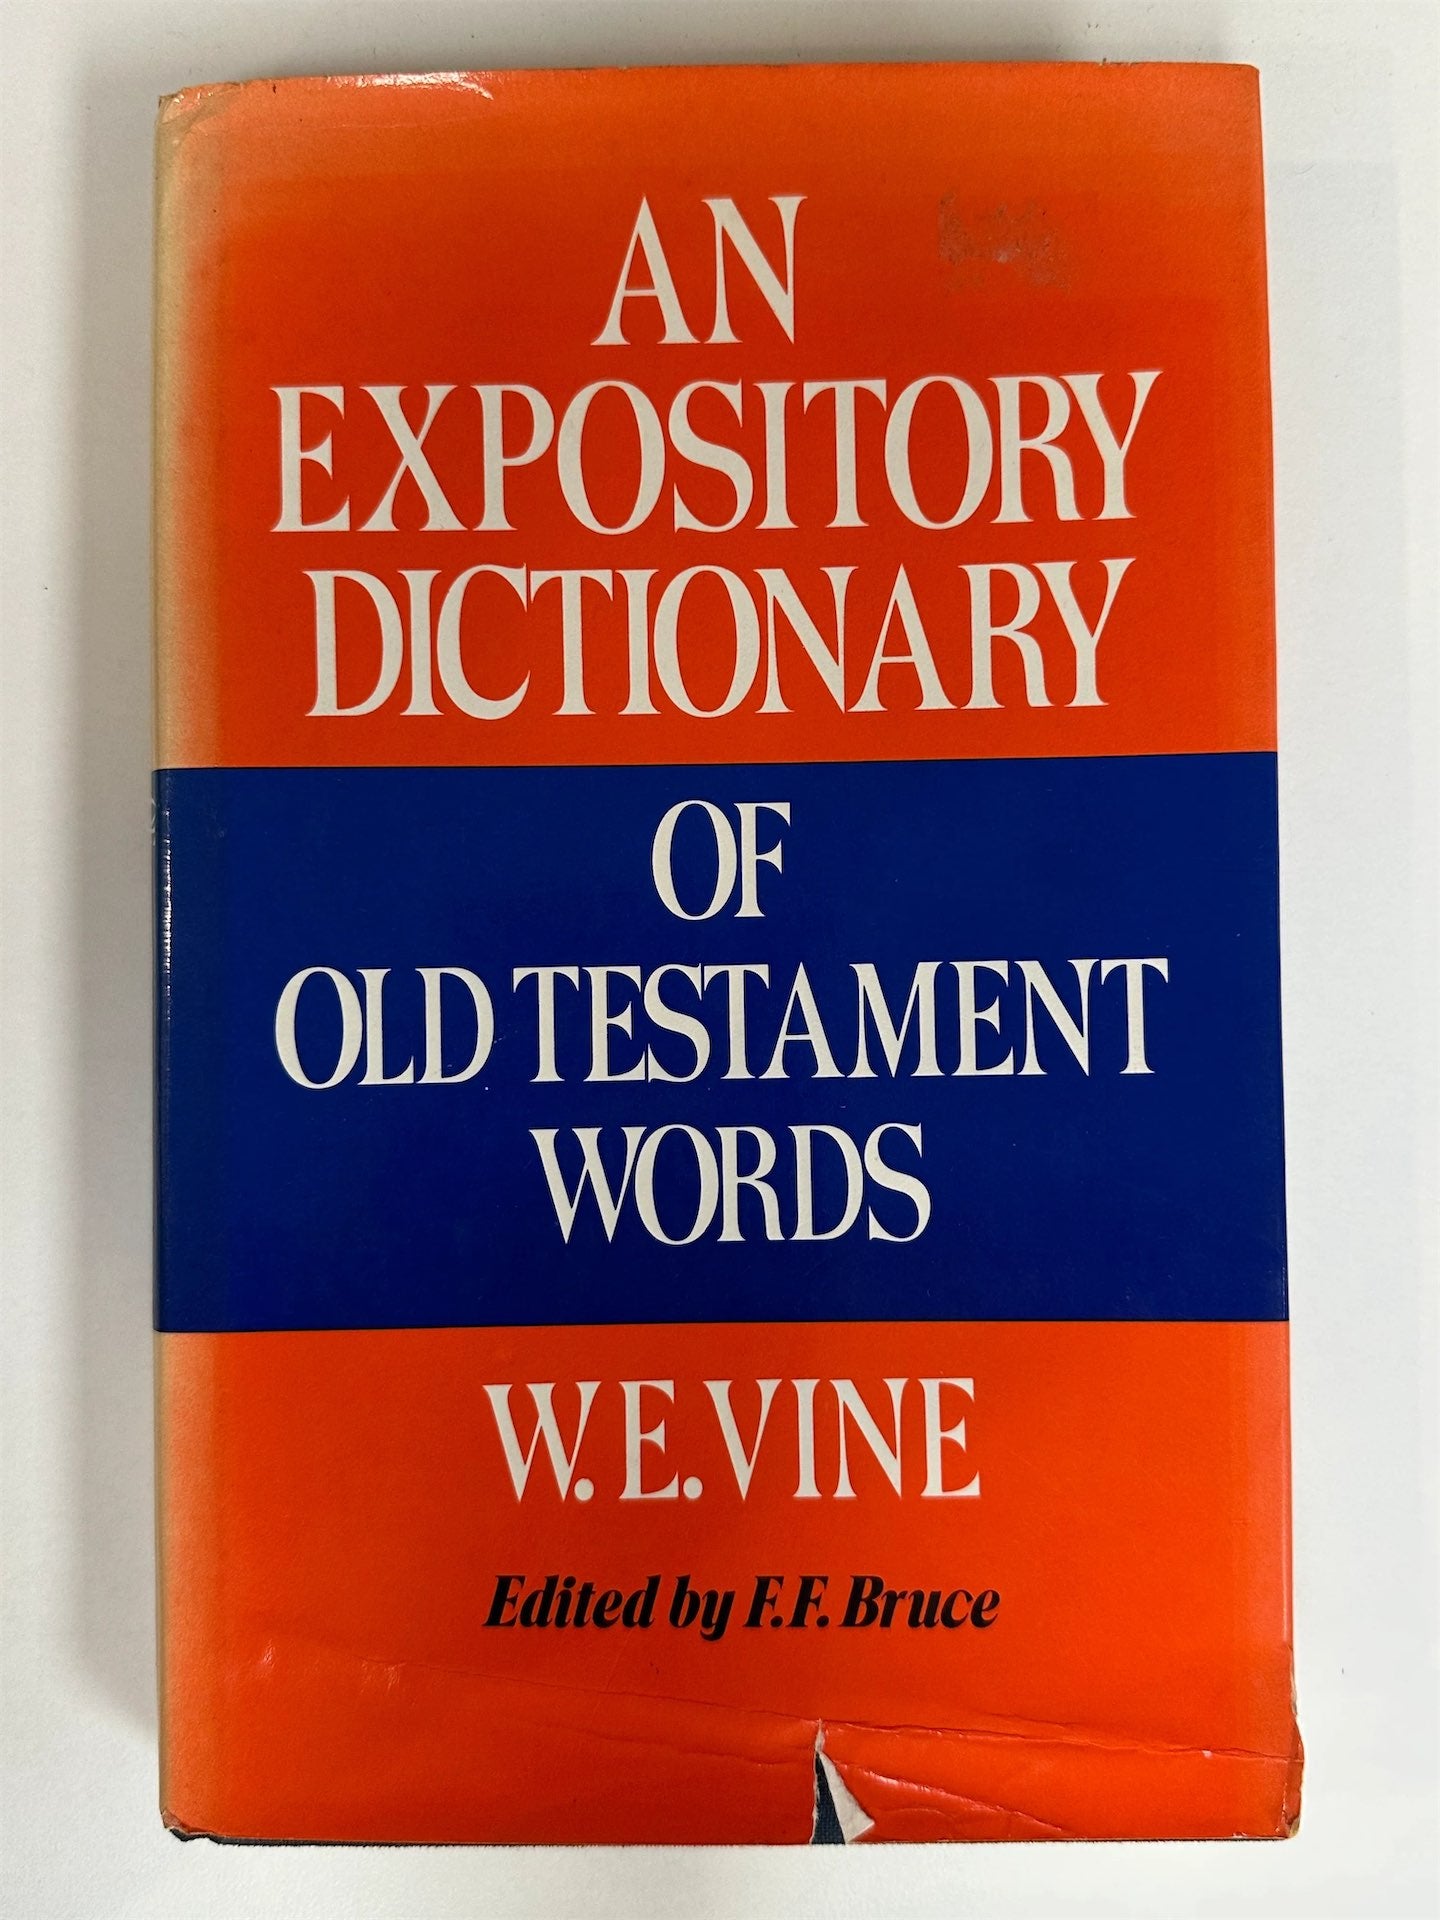 AN
EXPOSITORY
DICTIONARY
OF
OLD TESTAMENT
WORDS
W. E. VINE
Edited by F. F. Bruce